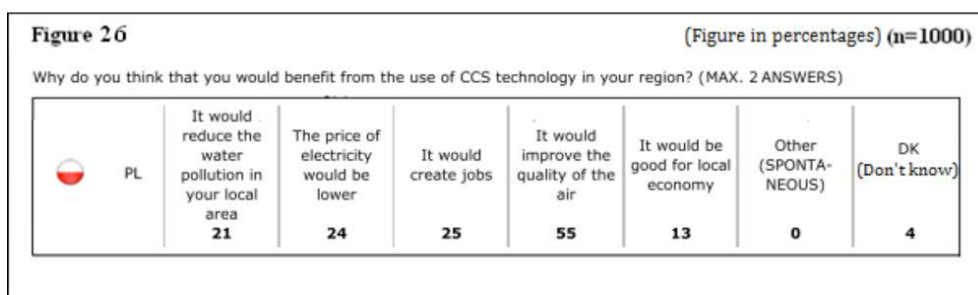 Figure 26
(Figure in percentages) (n=1000)
Why do you think that you would benefit from the use of CCS technology in your region? (MAX. 2 ANSWERS)
PL
It would
reduce the
water
pollution in
your local
area
21
The price of
electricity
would be
lower
24
It would
create jobs
25
It would
improve the
quality of the
air
55
It would be
good for local
economy
13
Other
(SPONTA-
NEOUS)
0
DK
(Don't know)
4